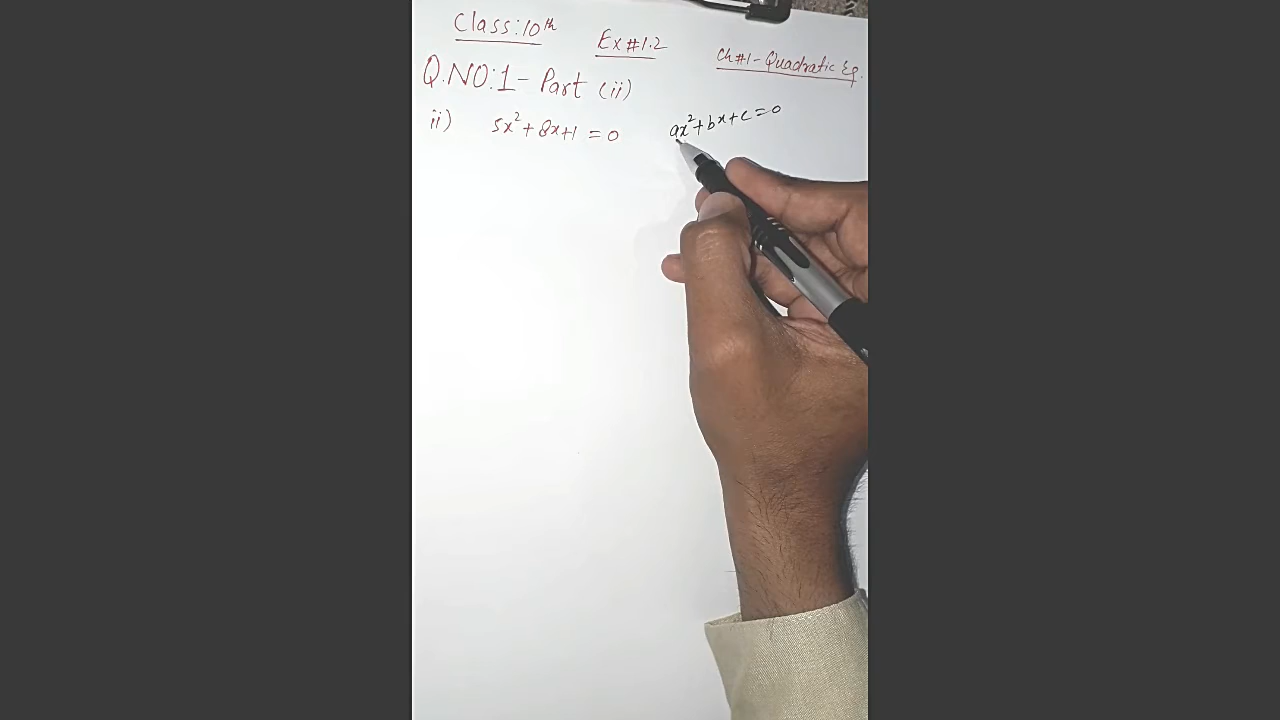 Class:10th
Ex#1.2
Ch#1-Quadratic Eq.
Q.NO:1- Part (ii)
ii) 5x²+8x+1=0 ax²+bx+c=0